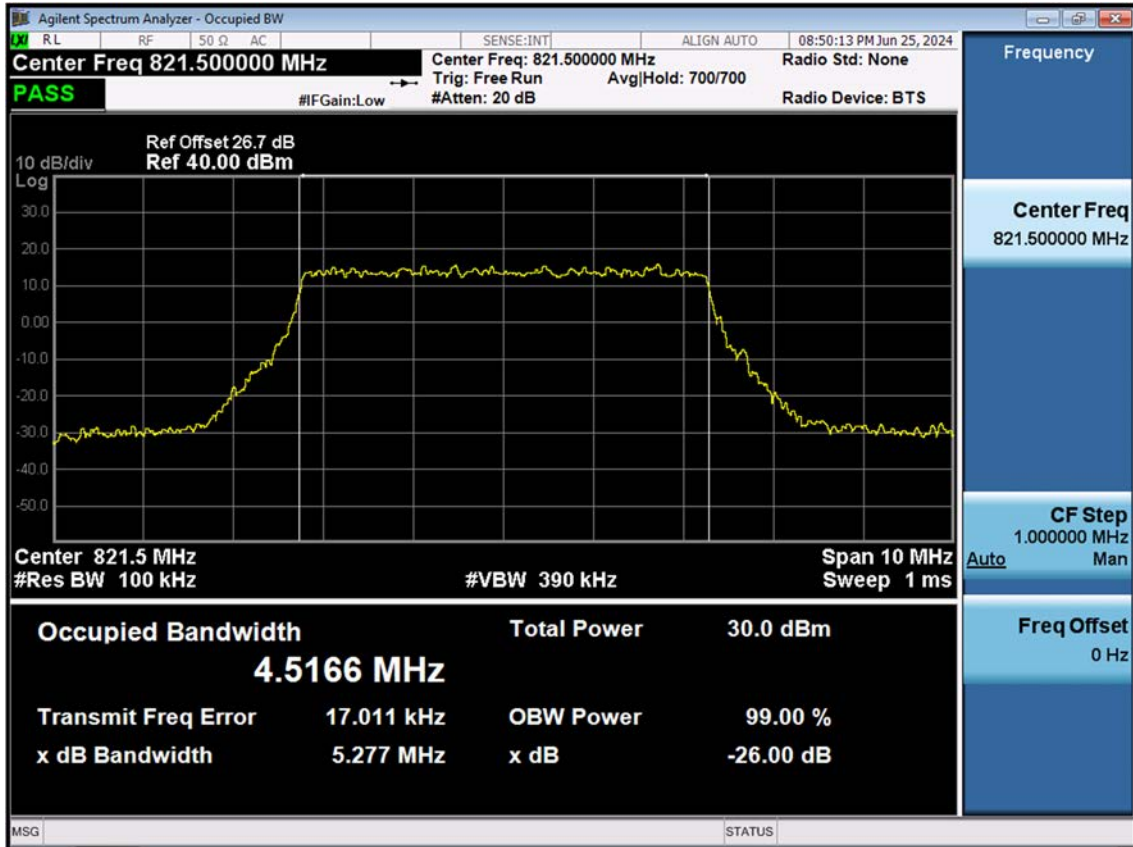 Agilent Spectrum Analyzer - Occupied BW
LXI RL RF 50 Ω AC SENSE:INT ALIGN AUTO 08:50:13 PM Jun 25, 2024
Center Freq 821.500000 MHz Center Freq: 821.500000 MHz Radio Std: None
Trig: Free Run Avg|Hold: 700/700
PASS #IFGain:Low #Atten: 20 dB Radio Device: BTS
Ref Offset 26.7 dB
10 dB/div Ref 40.00 dBm
Log
30.0
20.0
10.0
0.00
-10.0
-20.0
-30.0
-40.0
-50.0
Center 821.5 MHz Span 10 MHz
#Res BW 100 kHz #VBW 390 kHz Sweep 1 ms
Occupied Bandwidth Total Power 30.0 dBm
4.5166 MHz
Transmit Freq Error 17.011 kHz OBW Power 99.00 %
x dB Bandwidth 5.277 MHz x dB -26.00 dB
MSG STATUS
Frequency
Center Freq
821.500000 MHz
CF Step
1.000000 MHz
Auto Man
Freq Offset
0 Hz